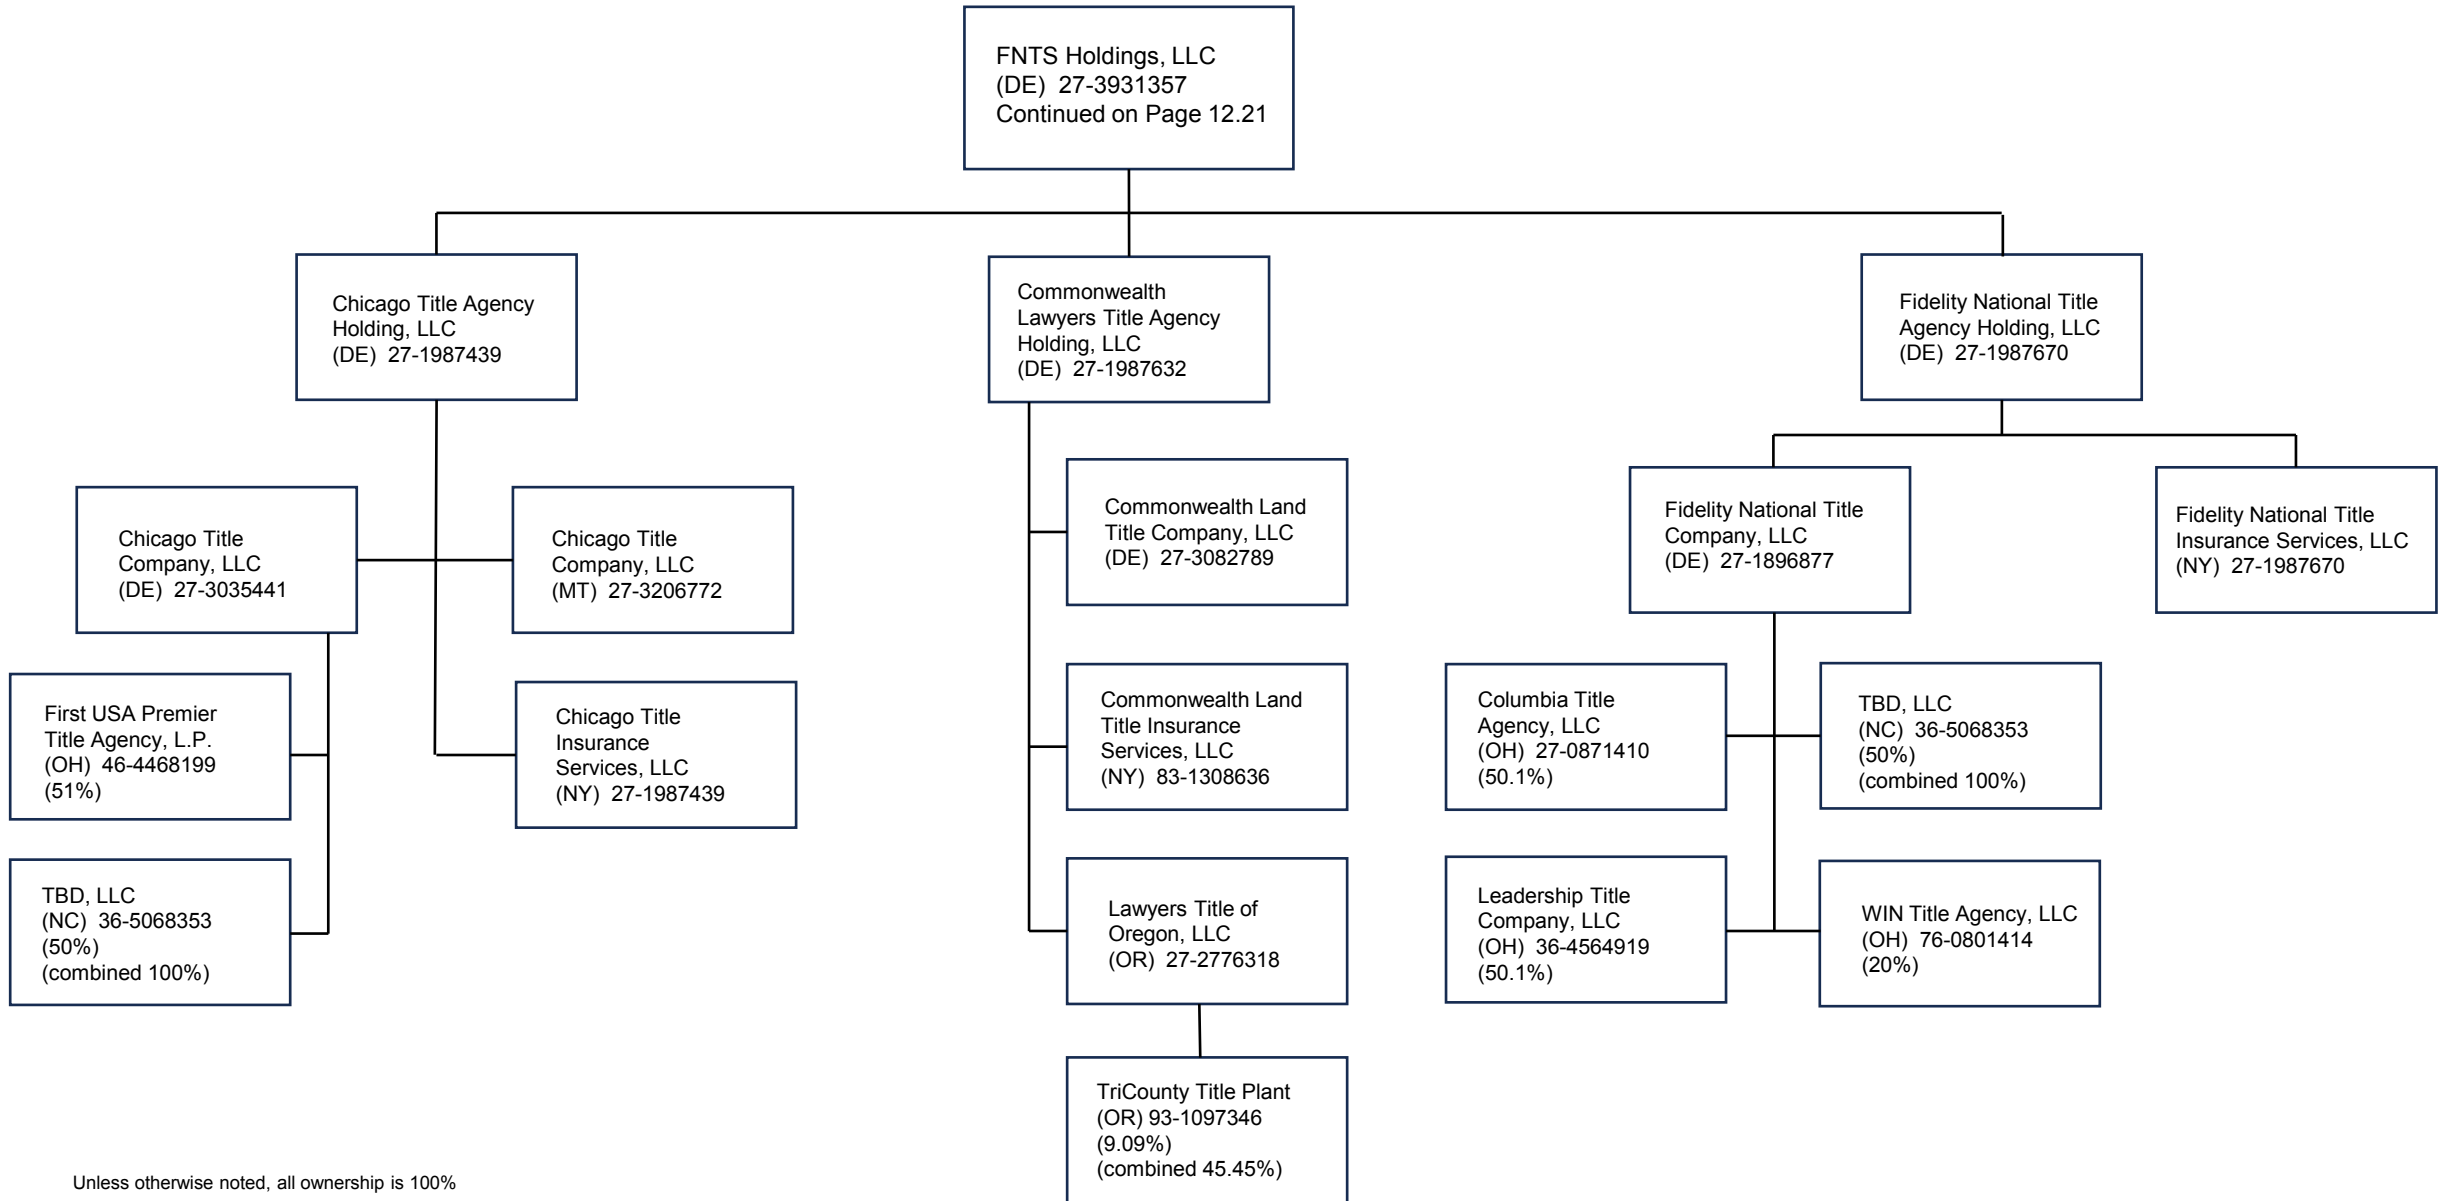 FNTS Holdings, LLC
(DE) 27-3931357
Continued on Page 12.21
Chicago Title Agency
Holding, LLC
(DE) 27-1987439
Commonwealth
Lawyers Title Agency
Holding, LLC
(DE) 27-1987632
Fidelity National Title
Agency Holding, LLC
(DE) 27-1987670
Chicago Title
Company, LLC
(DE) 27-3035441
Chicago Title
Company, LLC
(MT) 27-3206772
Commonwealth Land
Title Company, LLC
(DE) 27-3082789
Fidelity National Title
Company, LLC
(DE) 27-1896877
Fidelity National Title
Insurance Services, LLC
(NY) 27-1987670
First USA Premier
Title Agency, L.P.
(OH) 46-4468199
(51%)
Chicago Title
Insurance
Services, LLC
(NY) 27-1987439
Commonwealth Land
Title Insurance
Services, LLC
(NY) 83-1308636
Columbia Title
Agency, LLC
(OH) 27-0871410
(50.1%)
TBD, LLC
(NC) 36-5068353
(50%)
(combined 100%)
TBD, LLC
(NC) 36-5068353
(50%)
(combined 100%)
Lawyers Title of
Oregon, LLC
(OR) 27-2776318
Leadership Title
Company, LLC
(OH) 36-4564919
(50.1%)
WIN Title Agency, LLC
(OH) 76-0801414
(20%)
TriCounty Title Plant
(OR) 93-1097346
(9.09%)
(combined 45.45%)
Unless otherwise noted, all ownership is 100%